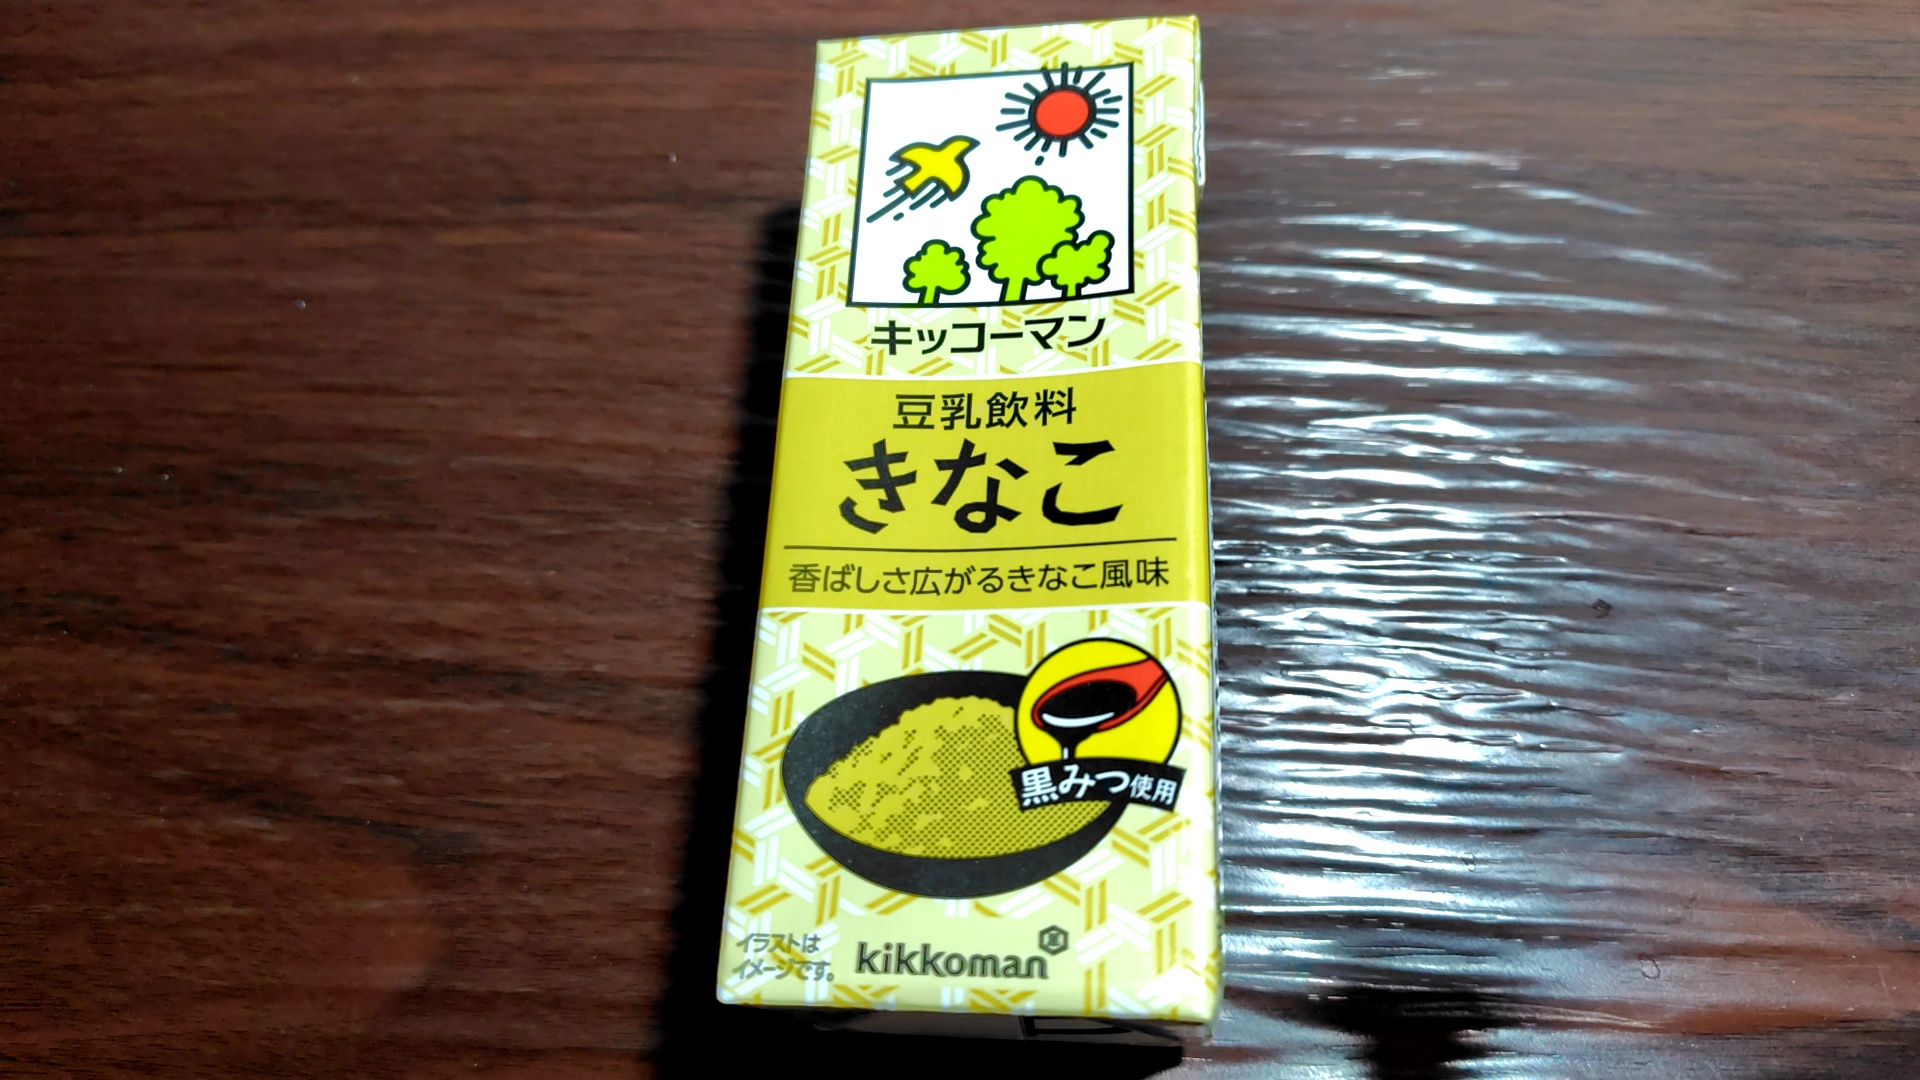 キッコーマン
豆乳飲料
きなこ
香ばしさ広がるきなこ風味
黒みつ使用
イラストは
イメージです。
kikkoman